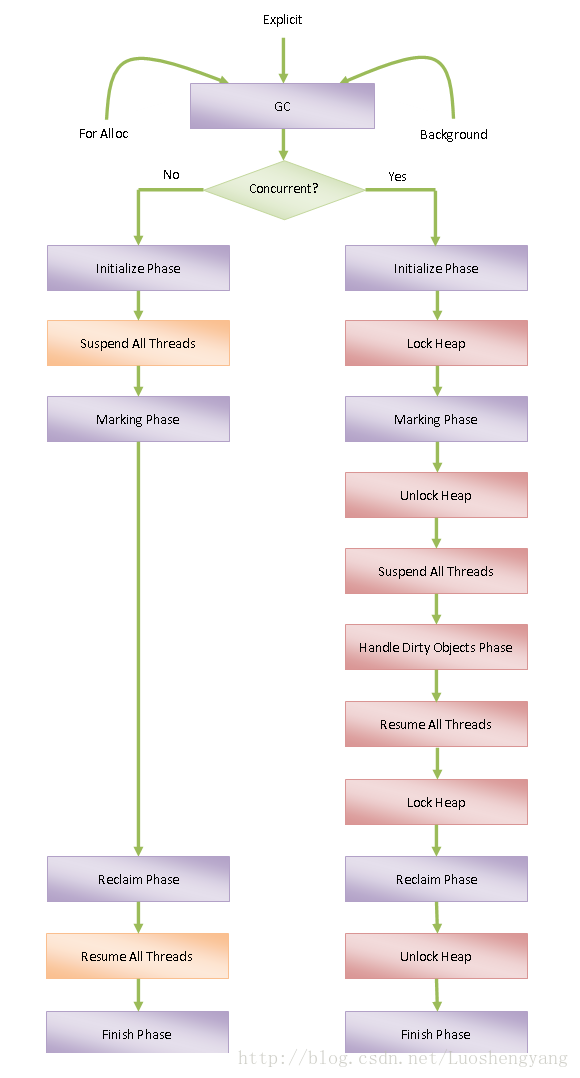 Explicit
GC
For Alloc
Background
Concurrent?
No
Yes
Initialize Phase
Initialize Phase
Suspend All Threads
Lock Heap
Marking Phase
Marking Phase
Unlock Heap
Suspend All Threads
Handle Dirty Objects Phase
Resume All Threads
Lock Heap
Reclaim Phase
Reclaim Phase
Resume All Threads
Unlock Heap
Finish Phase
Finish Phase
http://blog.csdn.net/Luoshengyang